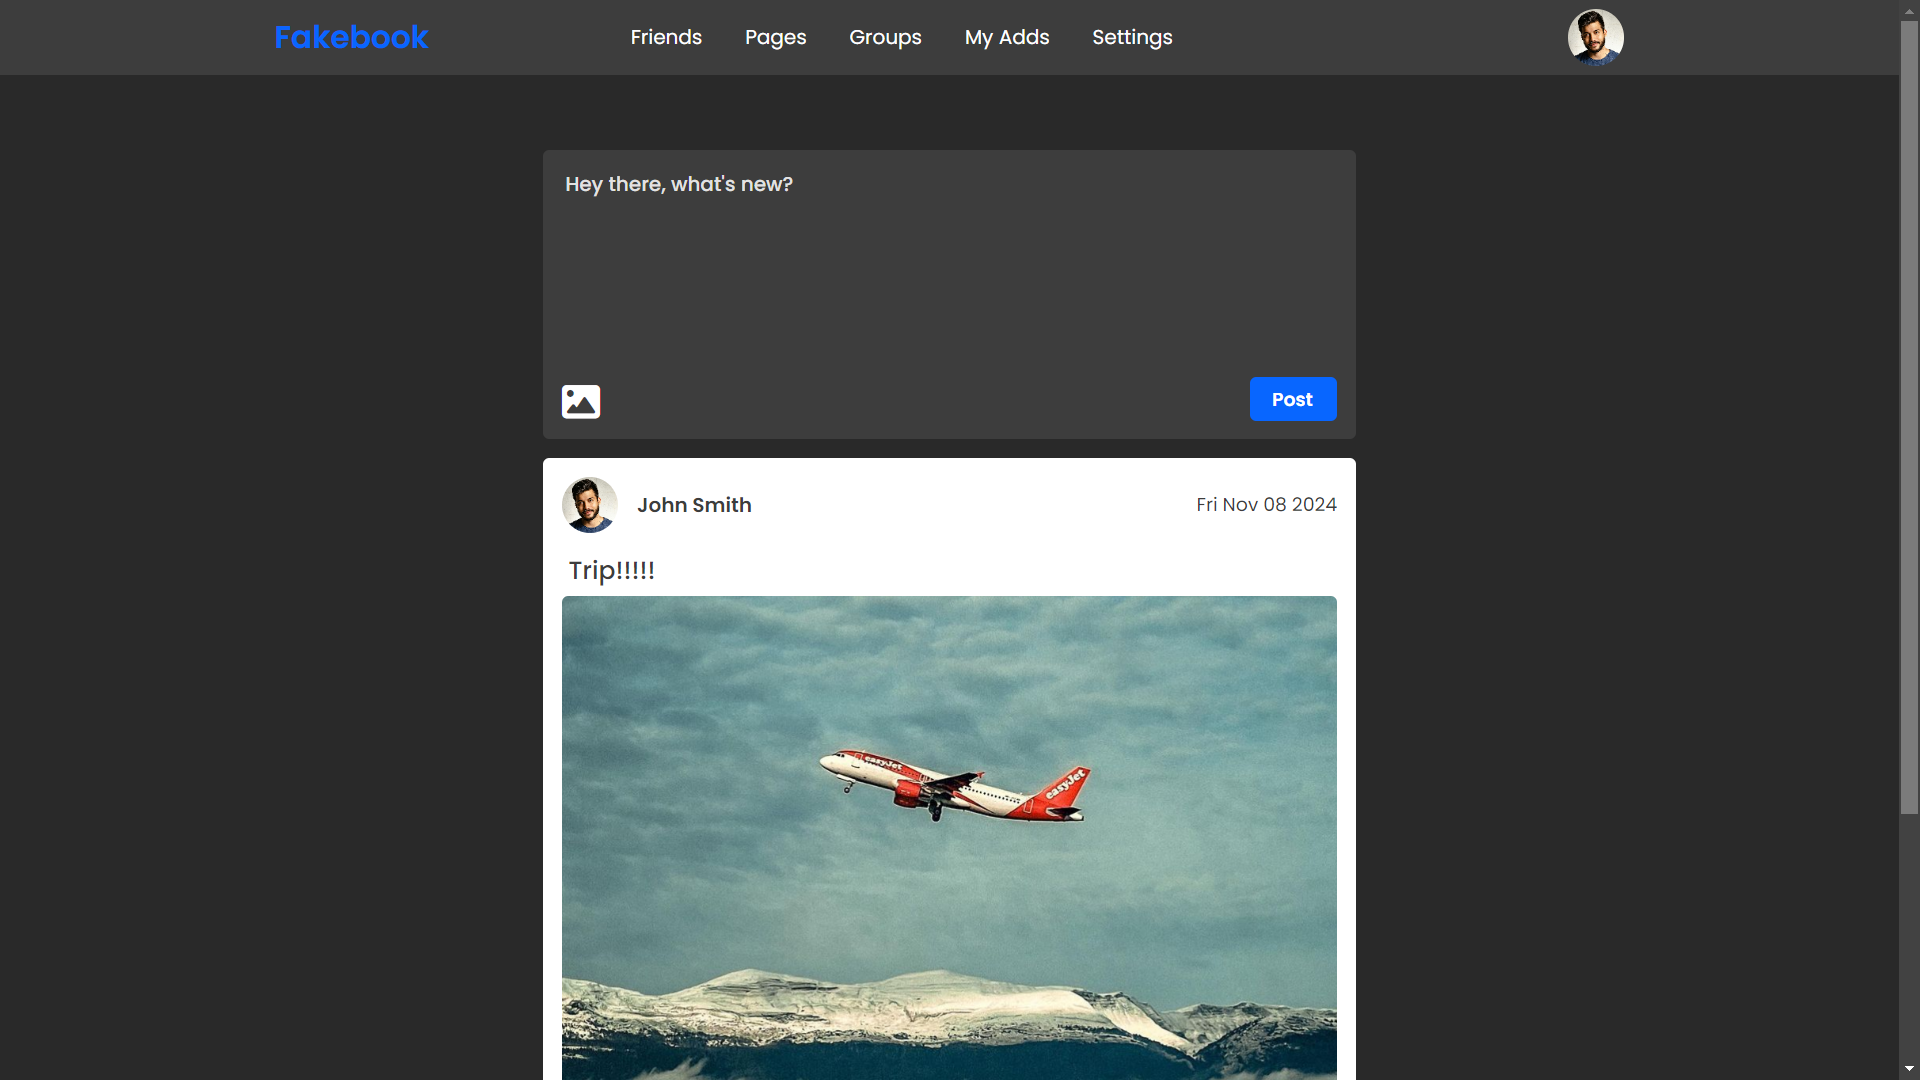 Fakebook Friends Pages Groups My Adds Settings
Hey there, what's new?
Post
John Smith Fri Nov 08 2024
Trip!!!!!
easyJet
easyJet